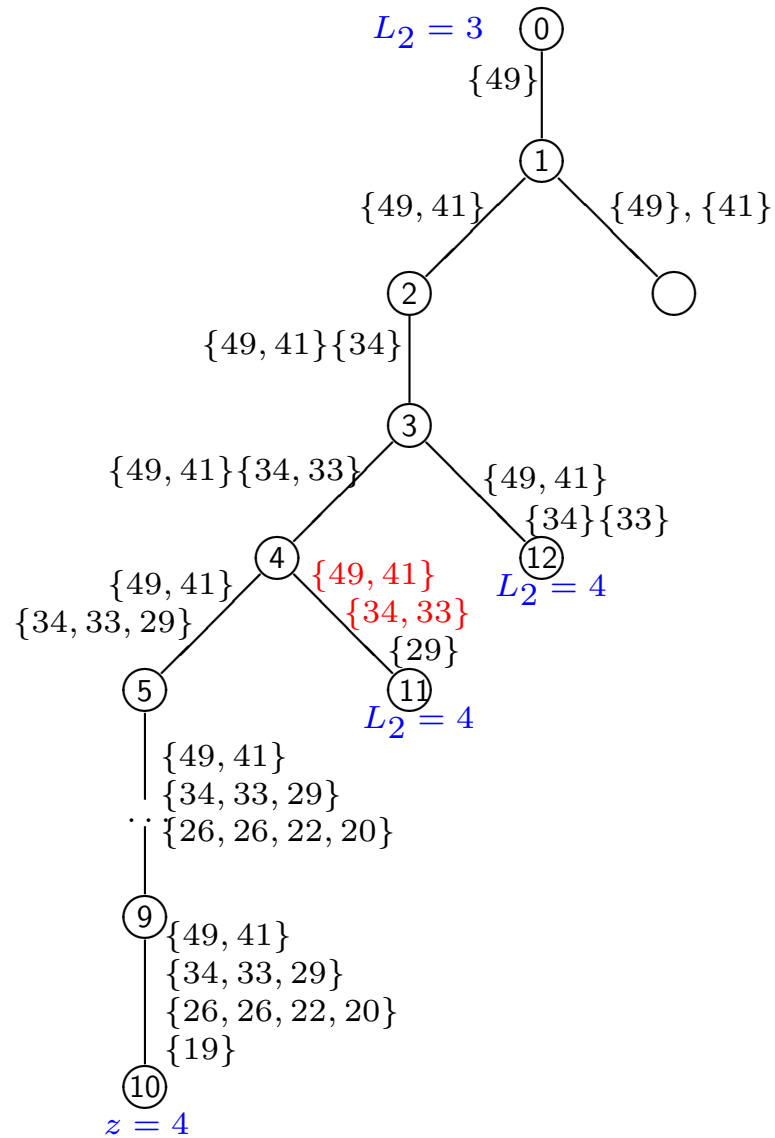 L2 = 3
0
{49}
1
{49, 41}
{49}, {41}
2
{49, 41}{34}
3
{49, 41}{34, 33}
{49, 41}
{34}{33}
4
12
L2 = 4
{49, 41}
{34, 33, 29}
{49, 41}
{34, 33}
{29}
5
11
L2 = 4
{49, 41}
{34, 33, 29}
...
{26, 26, 22, 20}
9
{49, 41}
{34, 33, 29}
{26, 26, 22, 20}
{19}
10
z = 4